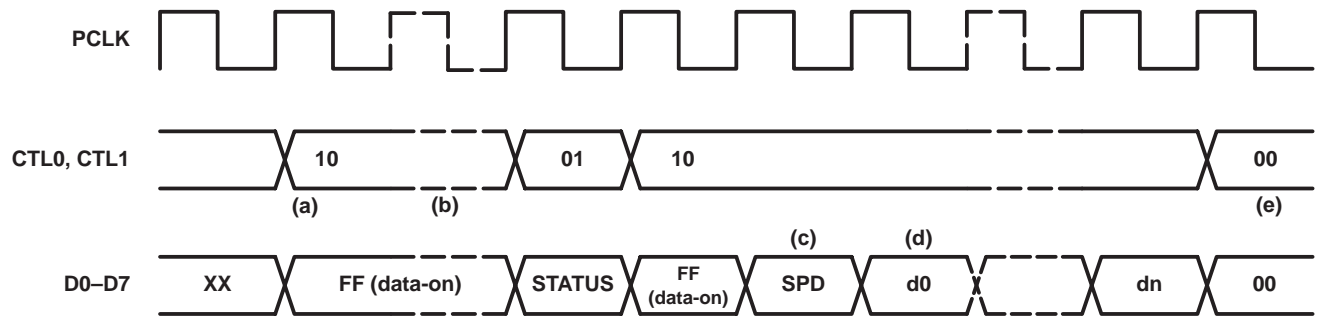 PCLK
CTL0, CTL1
10
01
10
00
(a)
(b)
(e)
(c)
(d)
D0–D7
XX
FF (data-on)
STATUS
FF
(data-on)
SPD
d0
dn
00